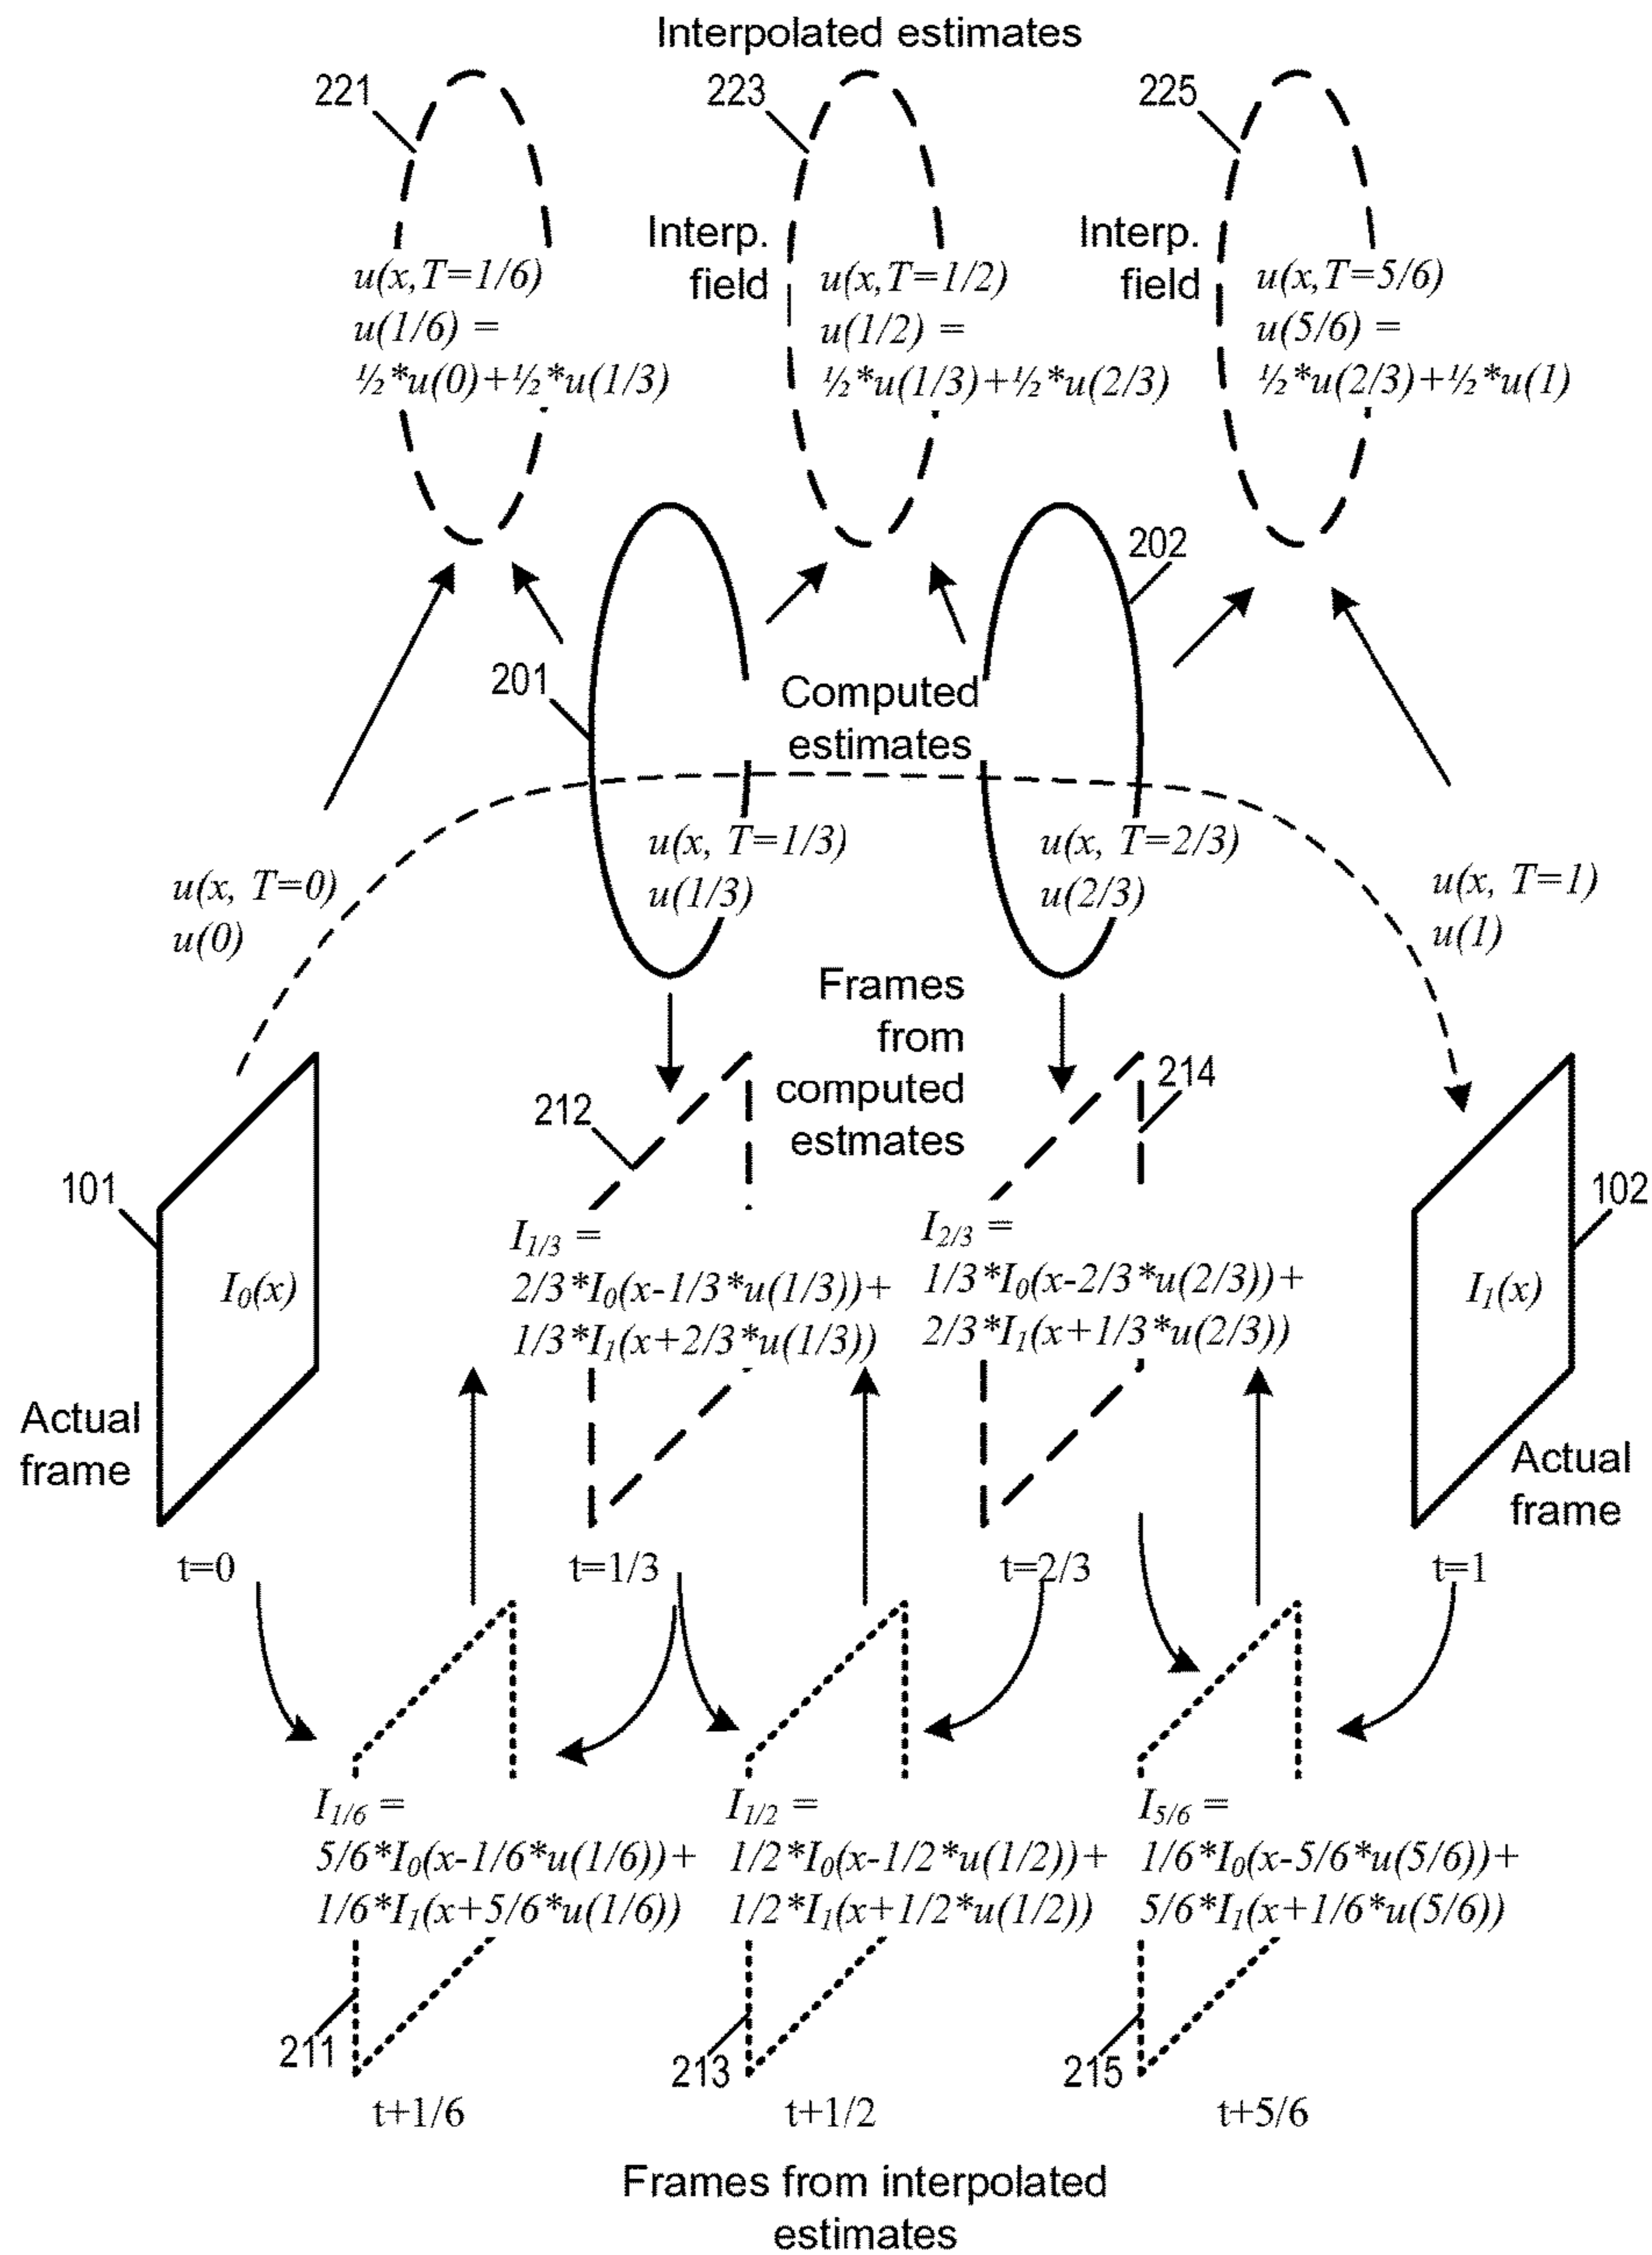 Interpolated estimates
221
223
225
Interp.
field
Interp.
field
u(x,T=1/6)
u(1/6) =
½*u(0)+½*u(1/3)
u(x,T=1/2)
u(1/2) =
½*u(1/3)+½*u(2/3)
u(x,T=5/6)
u(5/6) =
½*u(2/3)+½*u(1)
202
201
Computed
estimates
u(x, T=0)
u(0)
u(x, T=1/3)
u(1/3)
u(x, T=2/3)
u(2/3)
u(x, T=1)
u(1)
Frames
from
computed
estmates
212
214
101
102
I0(x)
I1/3 =
2/3*I0(x-1/3*u(1/3))+
1/3*I1(x+2/3*u(1/3))
I2/3 =
1/3*I0(x-2/3*u(2/3))+
2/3*I1(x+1/3*u(2/3))
I1(x)
Actual
frame
Actual
frame
t=0
t=1/3
t=2/3
t=1
I1/6 =
5/6*I0(x-1/6*u(1/6))+
1/6*I1(x+5/6*u(1/6))
I1/2 =
1/2*I0(x-1/2*u(1/2))+
1/2*I1(x+1/2*u(1/2))
I5/6 =
1/6*I0(x-5/6*u(5/6))+
5/6*I1(x+1/6*u(5/6))
211
213
215
t+1/6
t+1/2
t+5/6
Frames from interpolated
estimates